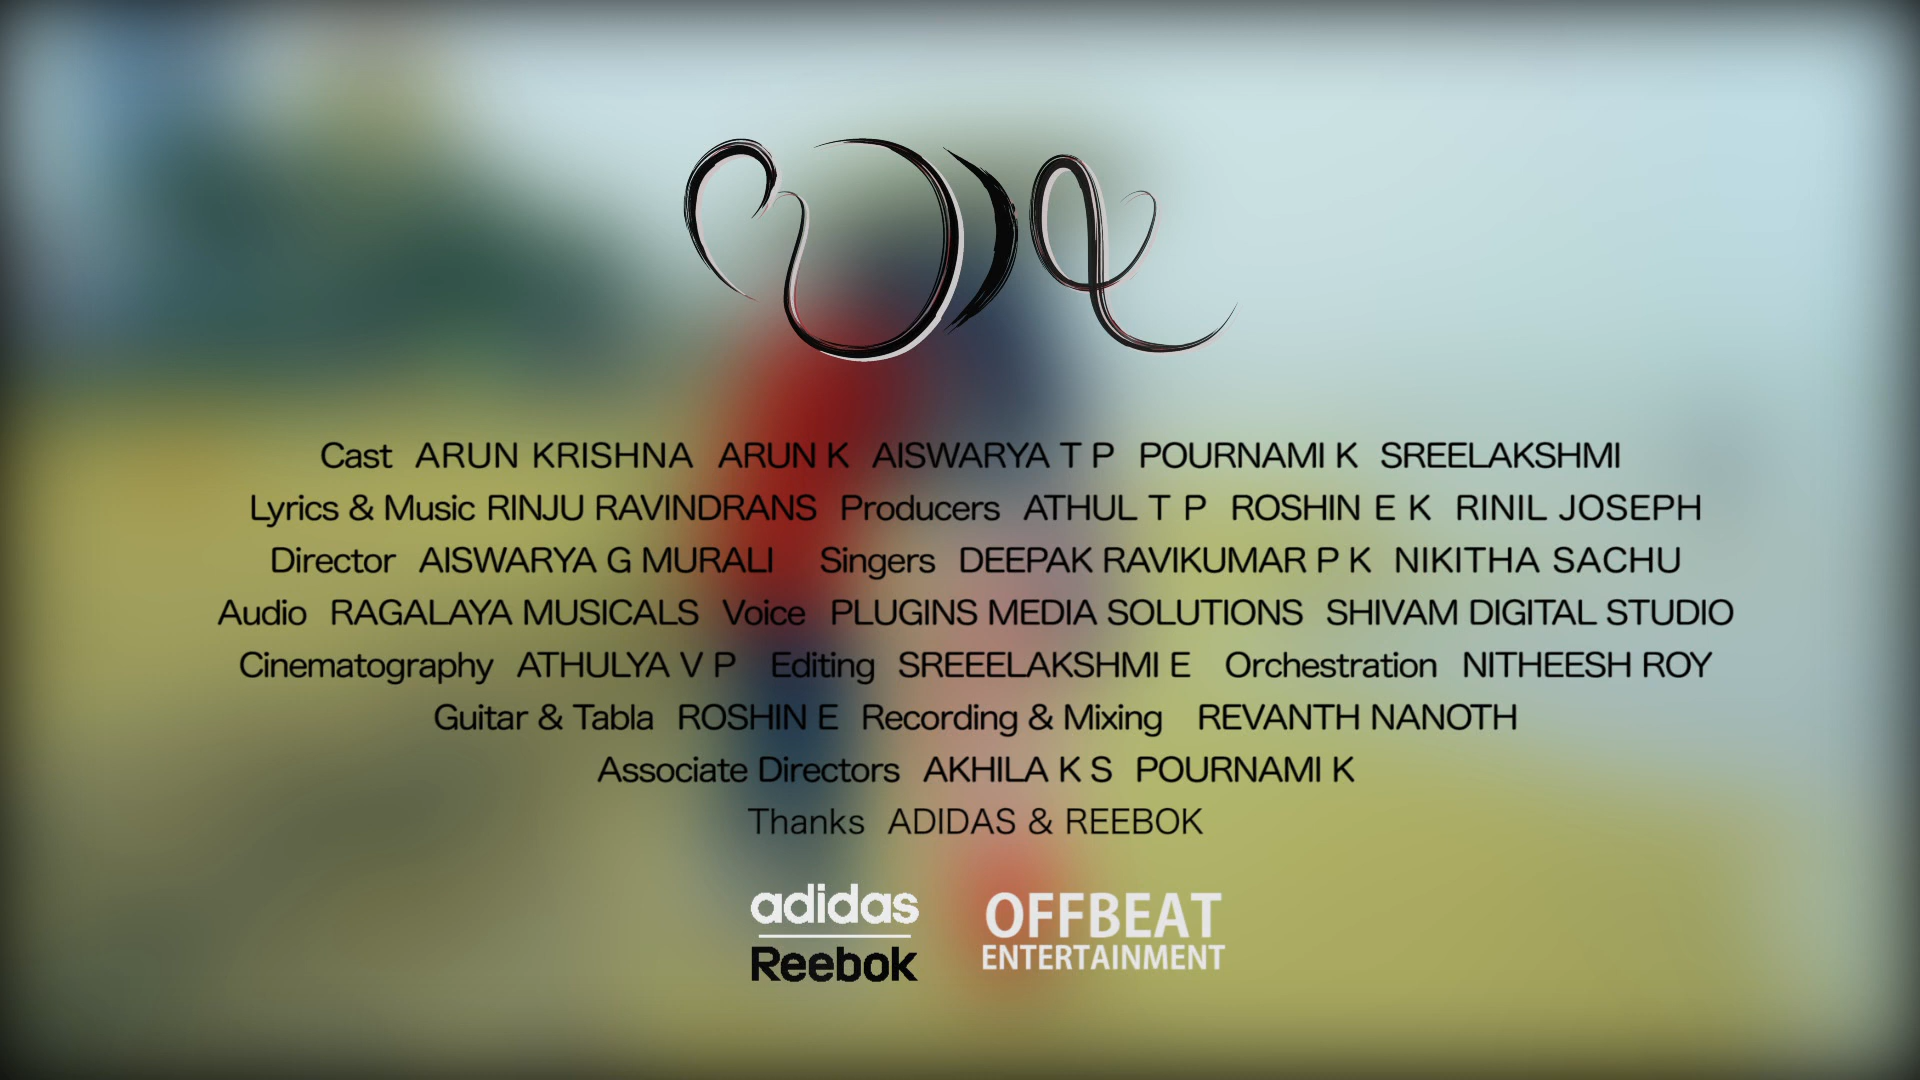 Cast ARUN KRISHNA ARUN K AISWARYA T P POURNAMI K SREELAKSHMI
Lyrics & Music RINJU RAVINDRANS Producers ATHUL T P ROSHIN E K RINIL JOSEPH
Director AISWARYA G MURALI Singers DEEPAK RAVIKUMAR P K NIKITHA SACHU
Audio RAGALAYA MUSICALS Voice PLUGINS MEDIA SOLUTIONS SHIVAM DIGITAL STUDIO
Cinematography ATHULYA V P Editing SREEELAKSHMI E Orchestration NITHEESH ROY
Guitar & Tabla ROSHIN E Recording & Mixing REVANTH NANOTH
Associate Directors AKHILA K S POURNAMI K
Thanks ADIDAS & REEBOK
adidas
Reebok
OFFBEAT
ENTERTAINMENT